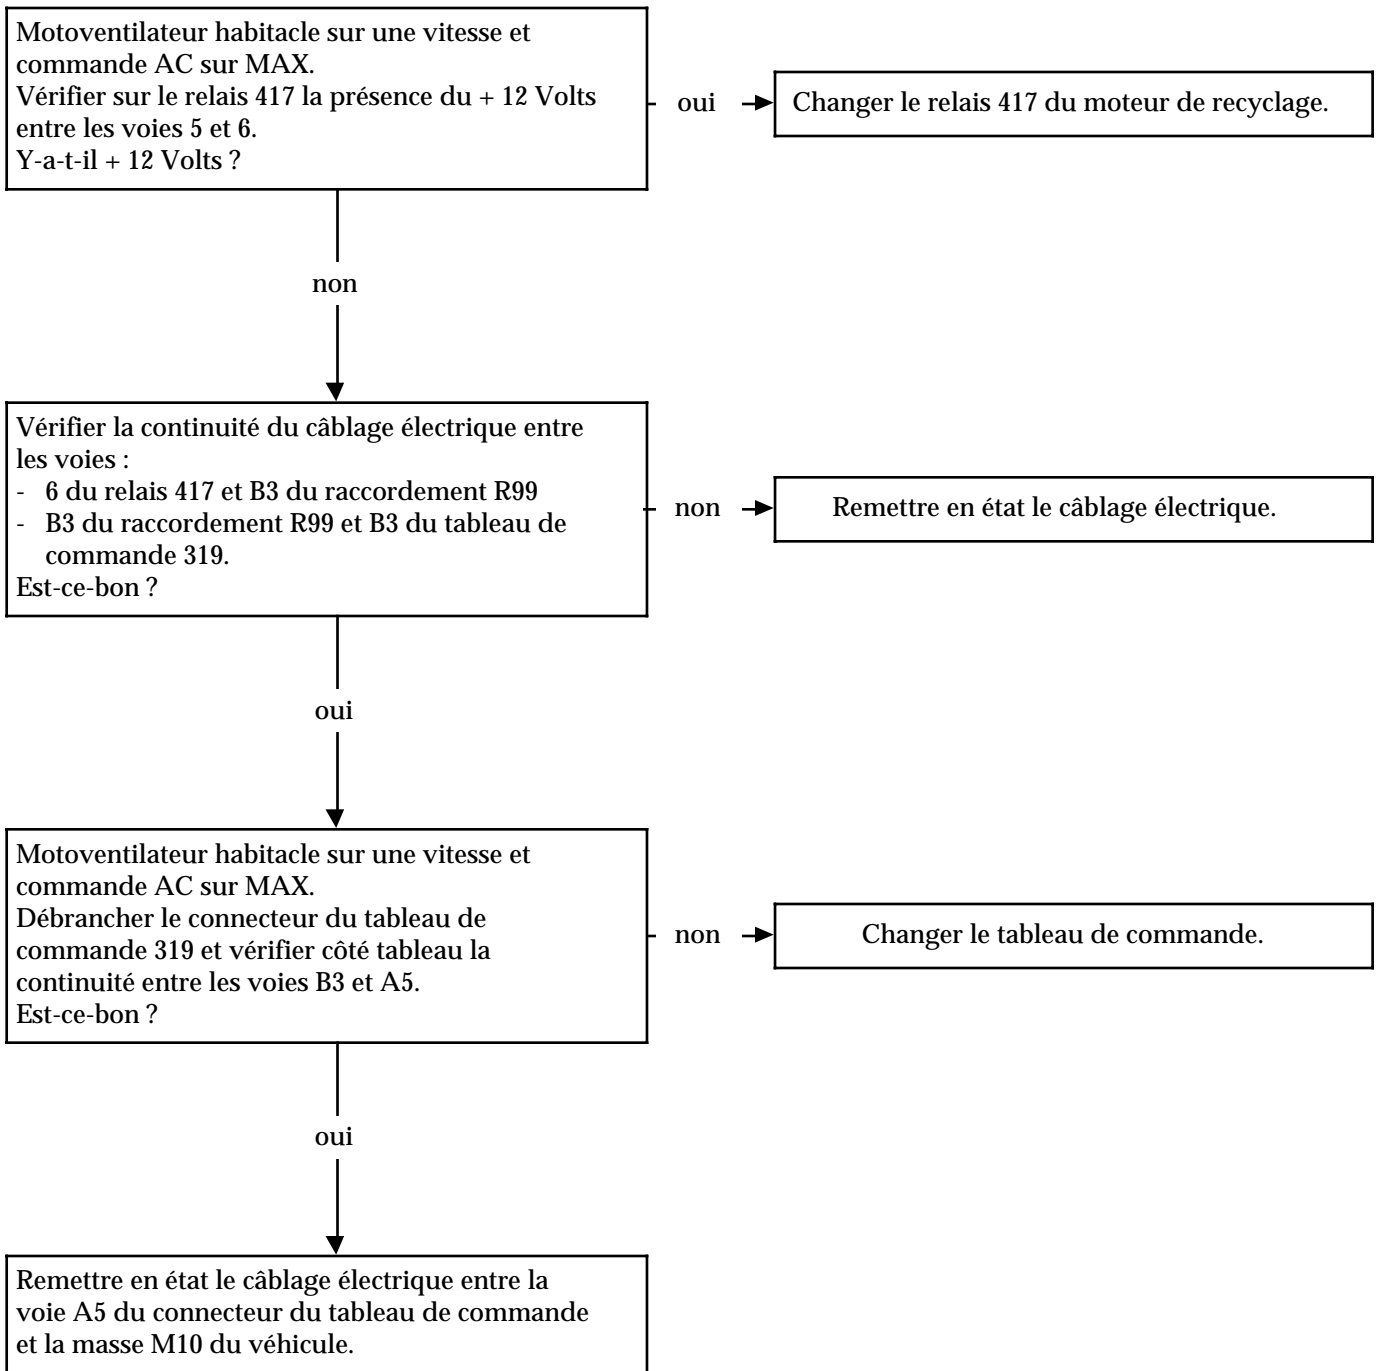 Motoventilateur habitacle sur une vitesse et
commande AC sur MAX.
Vérifier sur le relais 417 la présence du + 12 Volts
entre les voies 5 et 6.
Y-a-t-il + 12 Volts ?
oui
Changer le relais 417 du moteur de recyclage.
non
Vérifier la continuité du câblage électrique entre
les voies :
- 6 du relais 417 et B3 du raccordement R99
- B3 du raccordement R99 et B3 du tableau de
commande 319.
Est-ce-bon ?
non
Remettre en état le câblage électrique.
oui
Motoventilateur habitacle sur une vitesse et
commande AC sur MAX.
Débrancher le connecteur du tableau de
commande 319 et vérifier côté tableau la
continuité entre les voies B3 et A5.
Est-ce-bon ?
non
Changer le tableau de commande.
oui
Remettre en état le câblage électrique entre la
voie A5 du connecteur du tableau de commande
et la masse M10 du véhicule.